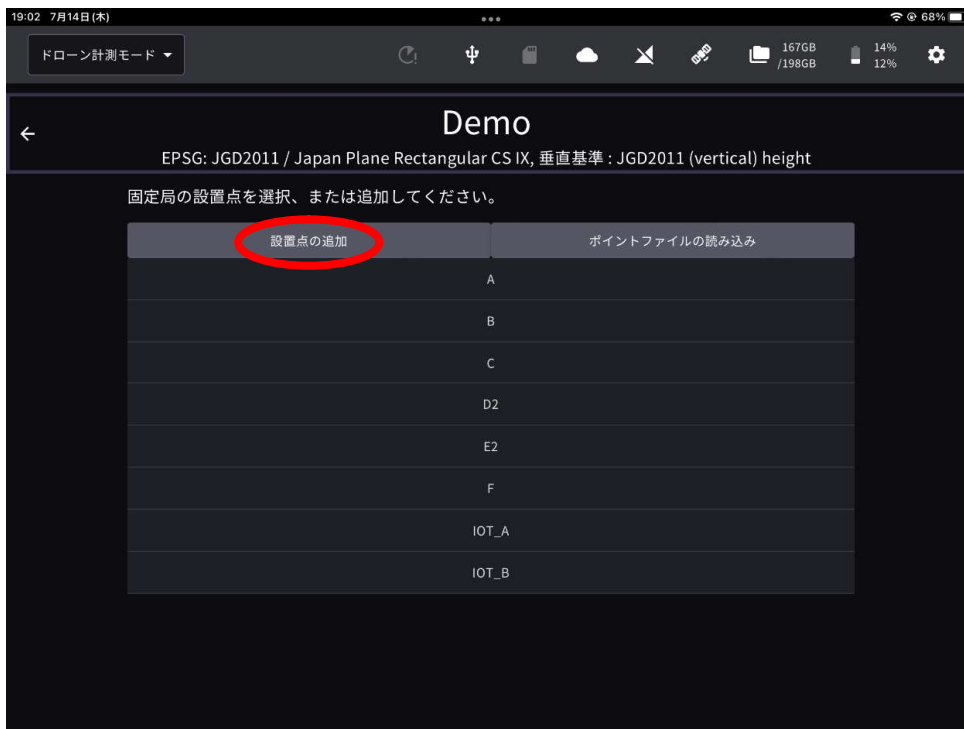 19:02 7月14日(木)
68%
ドローン計測モード
167GB
/198GB
14%
12%
Demo
EPSG: JGD2011 / Japan Plane Rectangular CS IX, 垂直基準 : JGD2011 (vertical) height
固定局の設置点を選択、または追加してください。
設置点の追加
ポイントファイルの読み込み
A
B
C
D2
E2
F
IOT_A
IOT_B